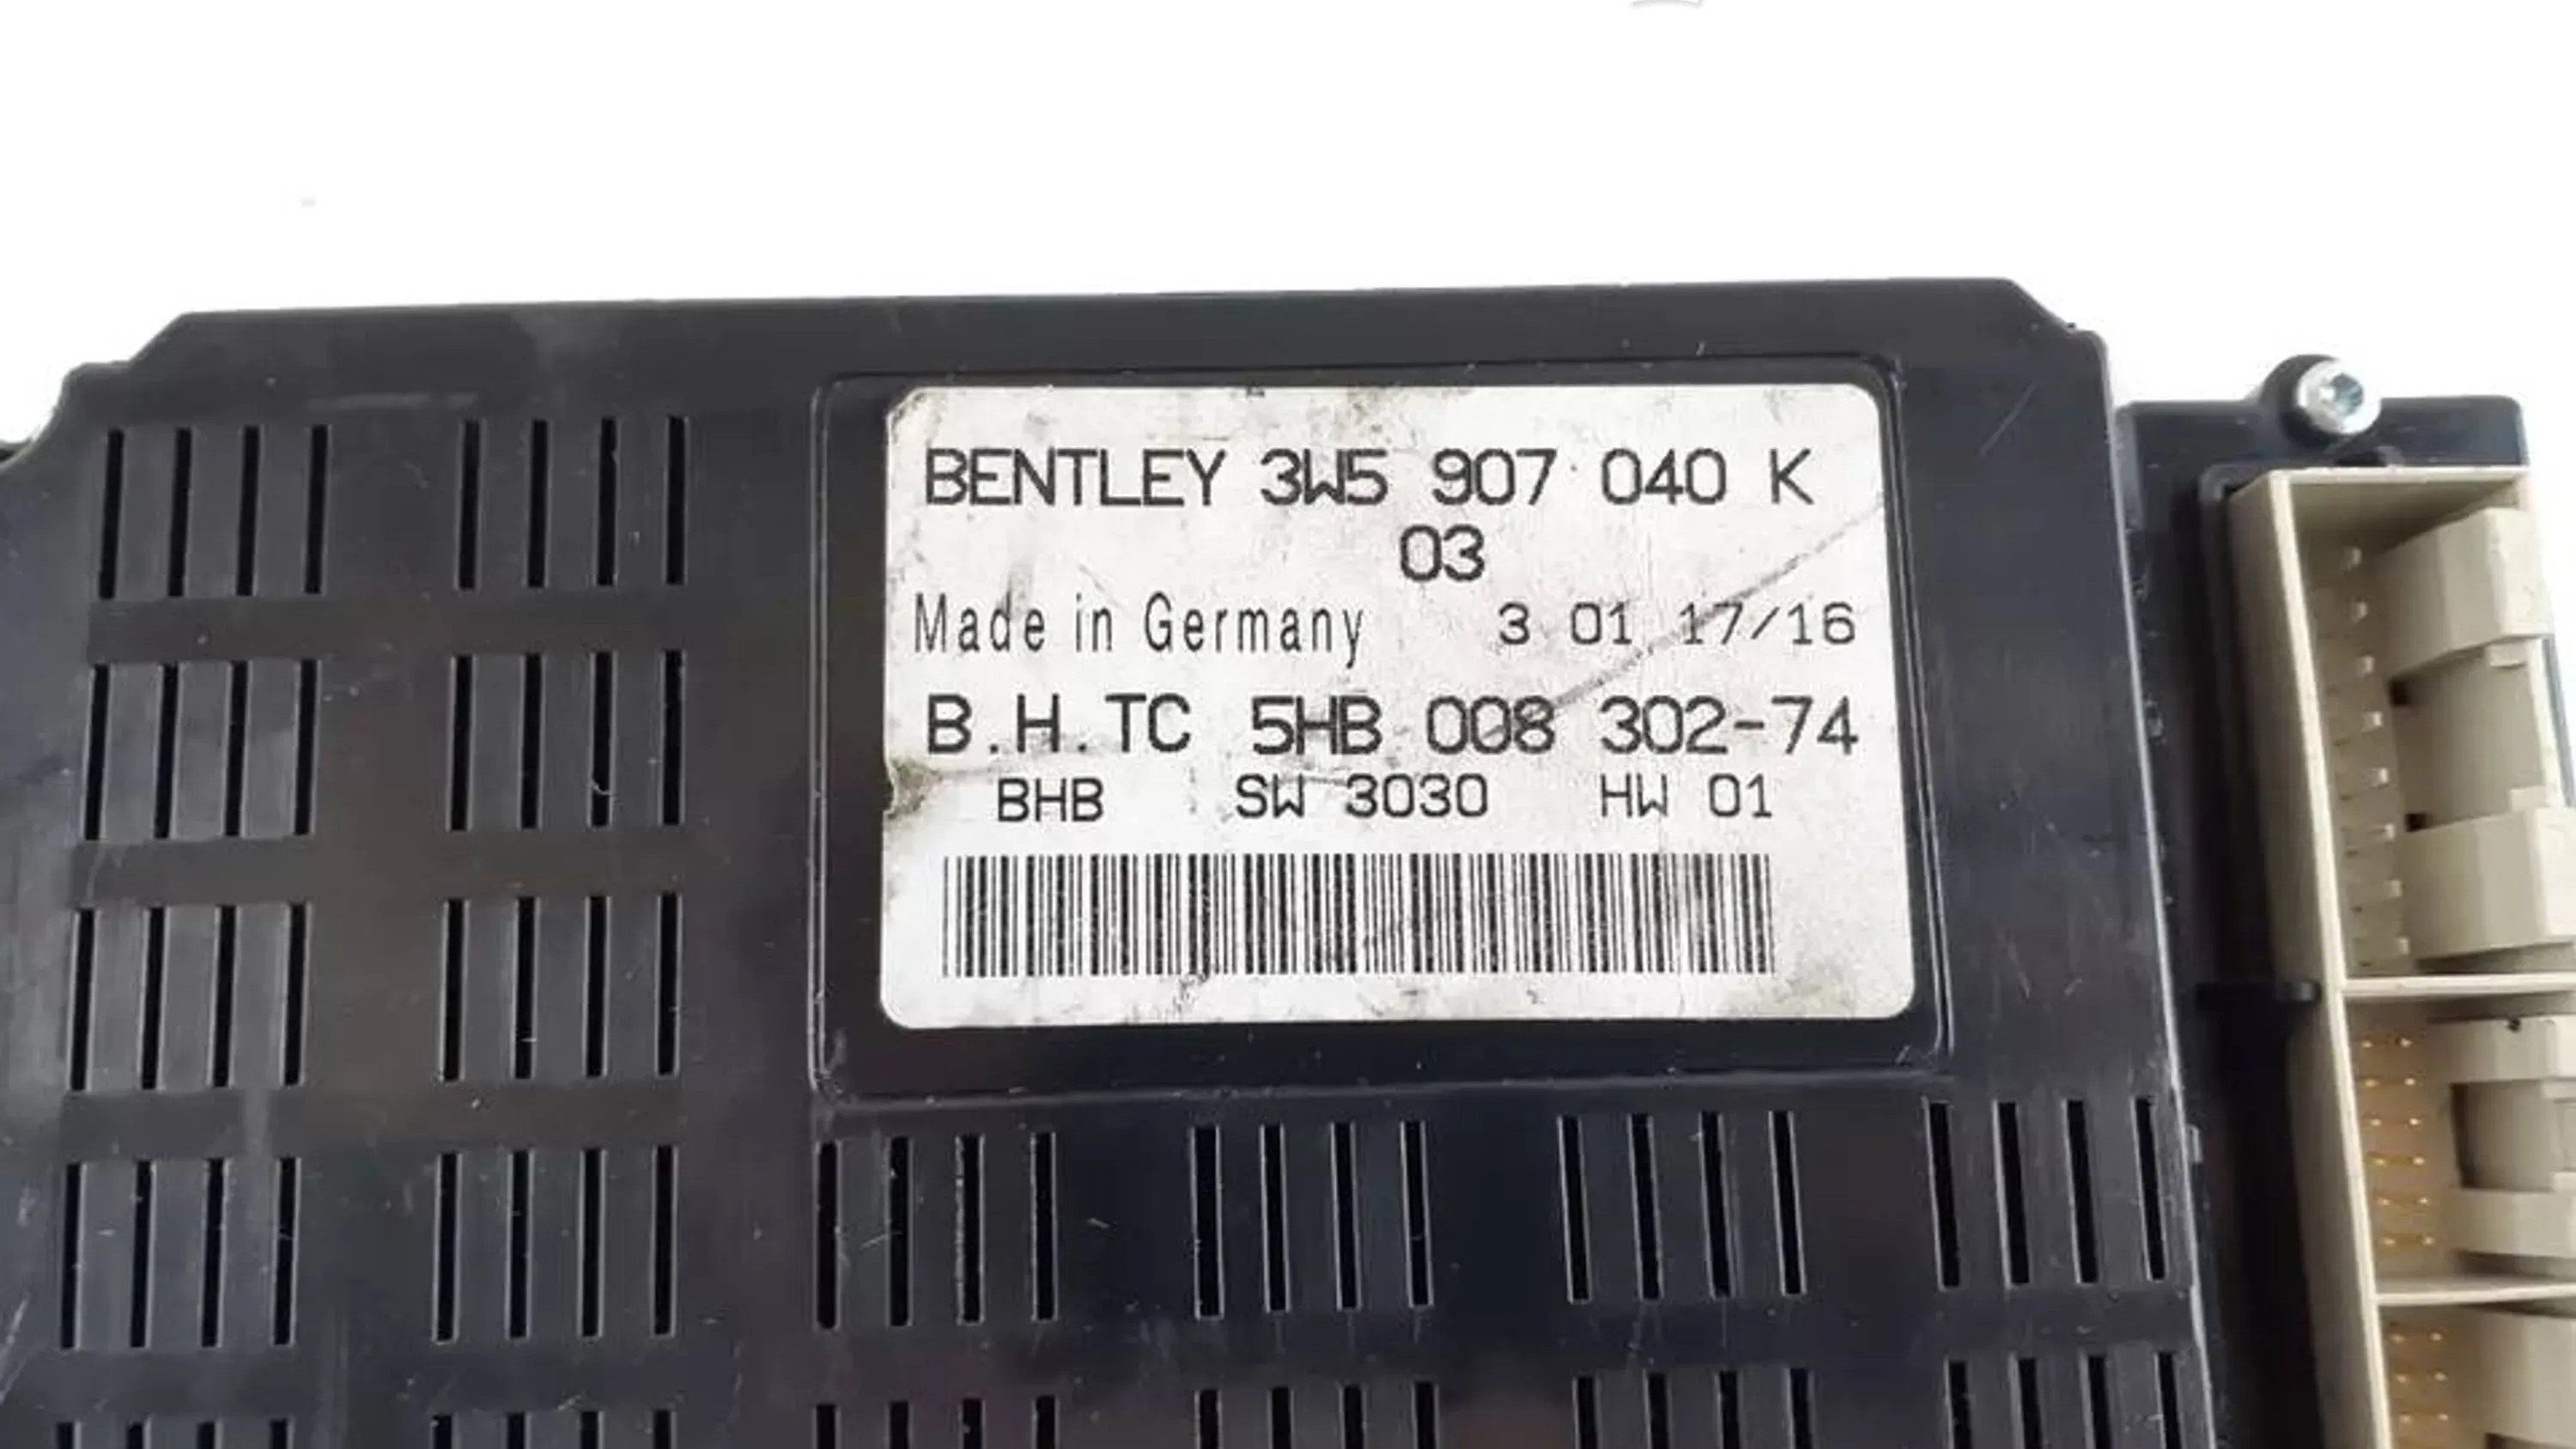 BENTLEY 3W5 907 040 K
03
Made in Germany 3 01 17/16
B.H.TC 5HB 008 302-74
BHB SW 3030 HW 01